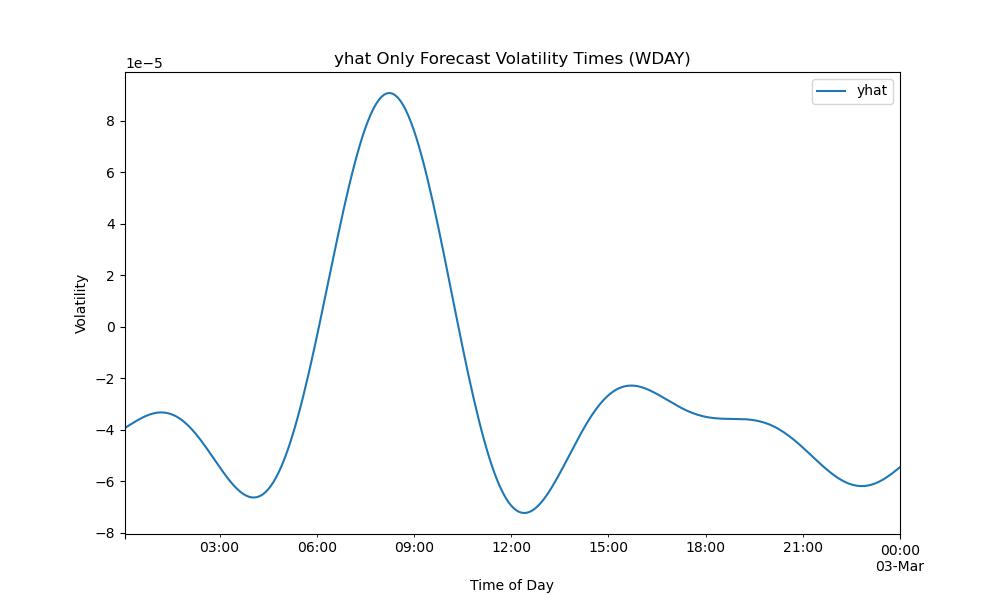 yhat Only Forecast Volatility Times (WDAY)
1e−5
yhat
8
6
4
2
0
−2
−4
−6
−8
Volatility
03:00 06:00 09:00 12:00 15:00 18:00 21:00 00:00
03-Mar
Time of Day